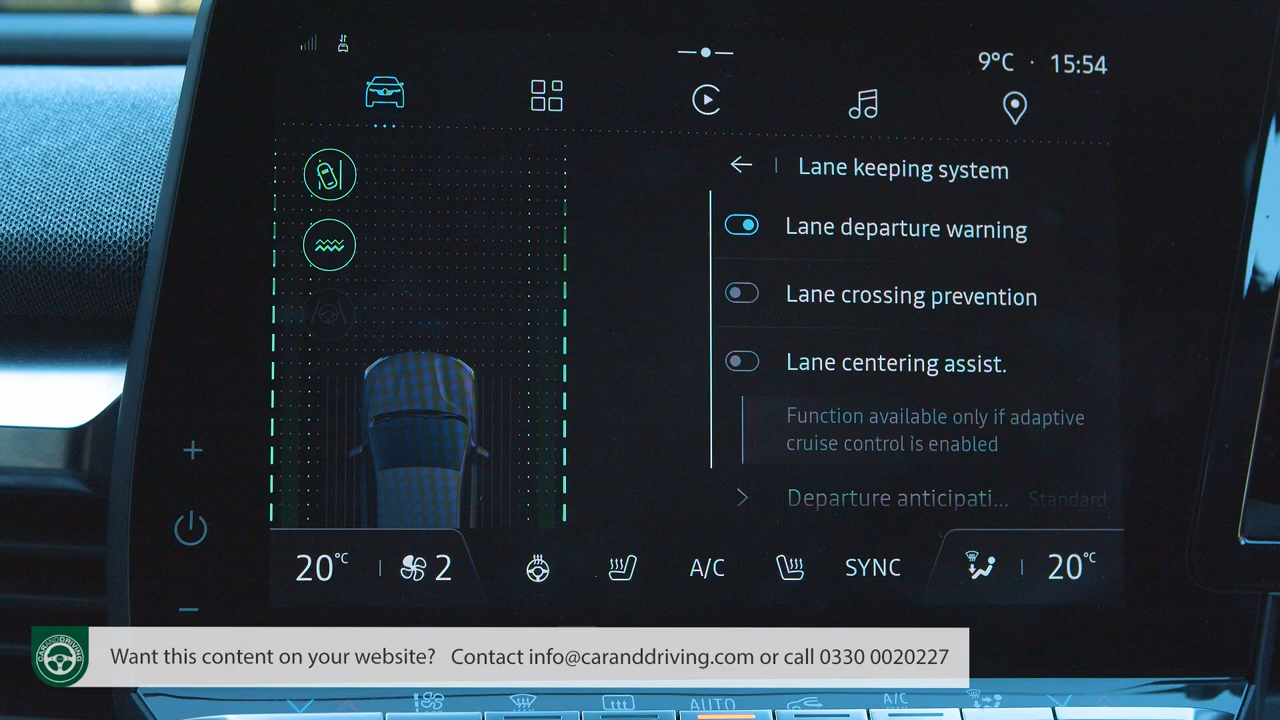 9°C · 15:54
Lane keeping system
Lane departure warning
Lane crossing prevention
Lane centering assist.
Function available only if adaptive
cruise control is enabled
Departure anticipati... Standard
20°C 2 A/C SYNC 20°C
CARANDDRIVING
Want this content on your website? Contact info@caranddriving.com or call 0330 0020227
AUTO A/C